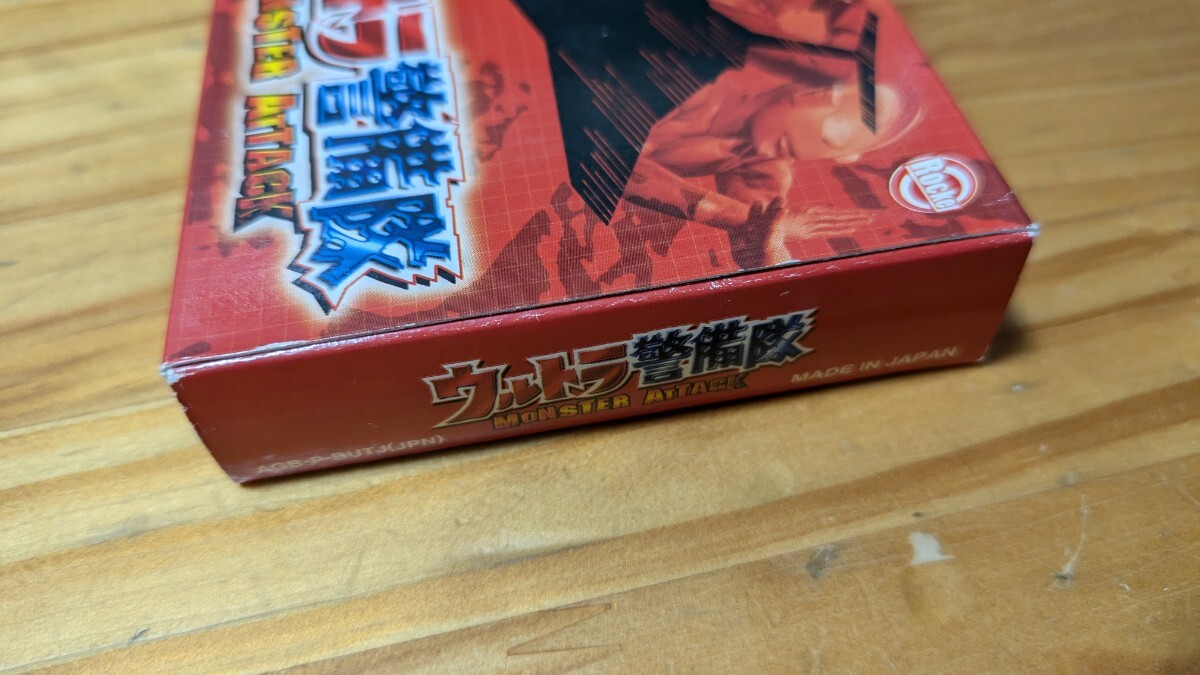 ラ警備隊
MONSTER ATTACK
Rocket
ウルトラ警備隊
MONSTER ATTACK
MADE IN JAPAN
AGB-P-BUTJ(JPN)